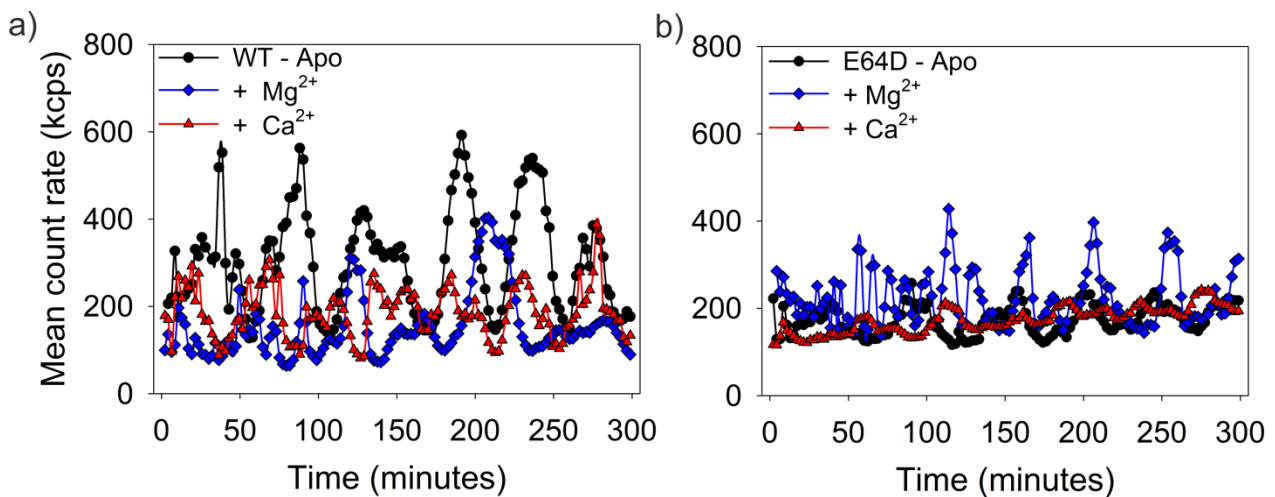 a)
800
WT - Apo
+ Mg2+
+ Ca2+
600
400
200
0
Mean count rate (kcps)
0 50 100 150 200 250 300
Time (minutes)
b)
800
E64D - Apo
+ Mg2+
+ Ca2+
600
400
200
0
0 50 100 150 200 250 300
Time (minutes)